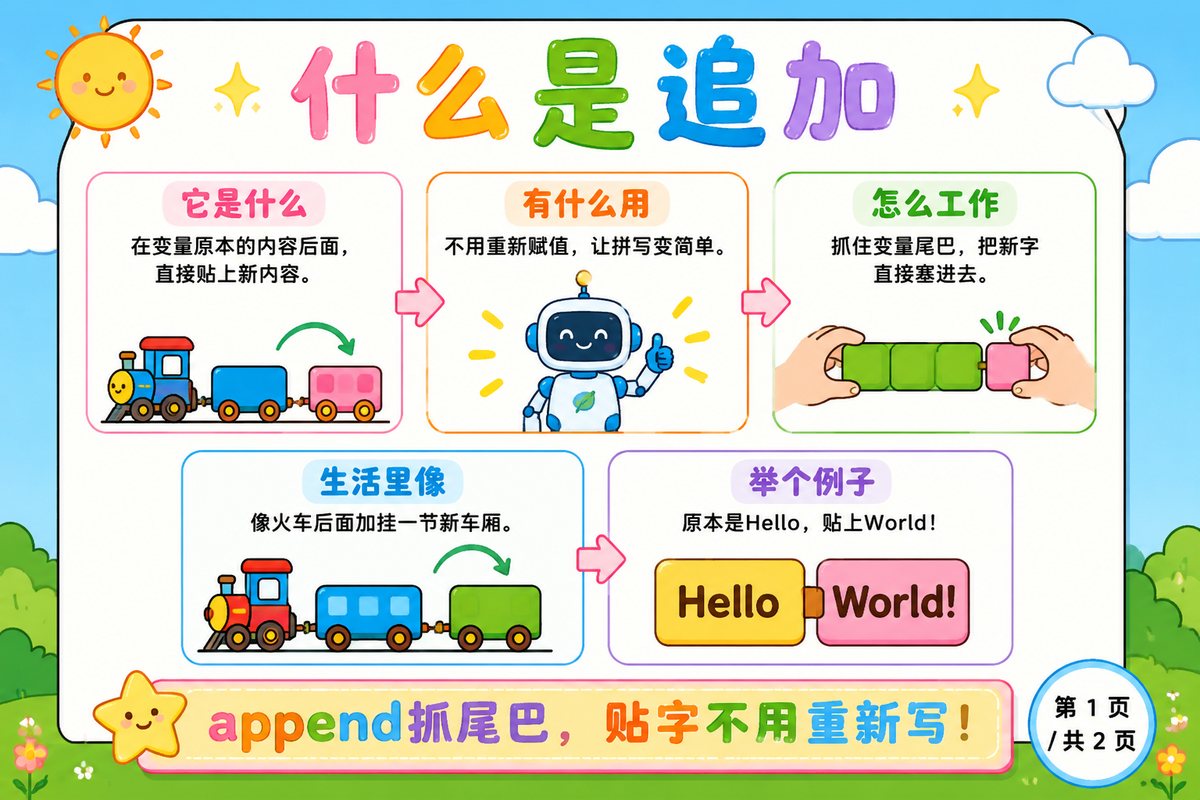 什么是追加
它是什么
在变量原本的内容后面，
直接贴上新内容。
有什么用
不用重新赋值，让拼写变简单。
怎么工作
抓住变量尾巴，把新字
直接塞进去。
生活里像
像火车后面加挂一节新车厢。
举个例子
原本是Hello，贴上World！
Hello
World!
append抓尾巴，贴字不用重新写！
第 1 页
/共 2 页